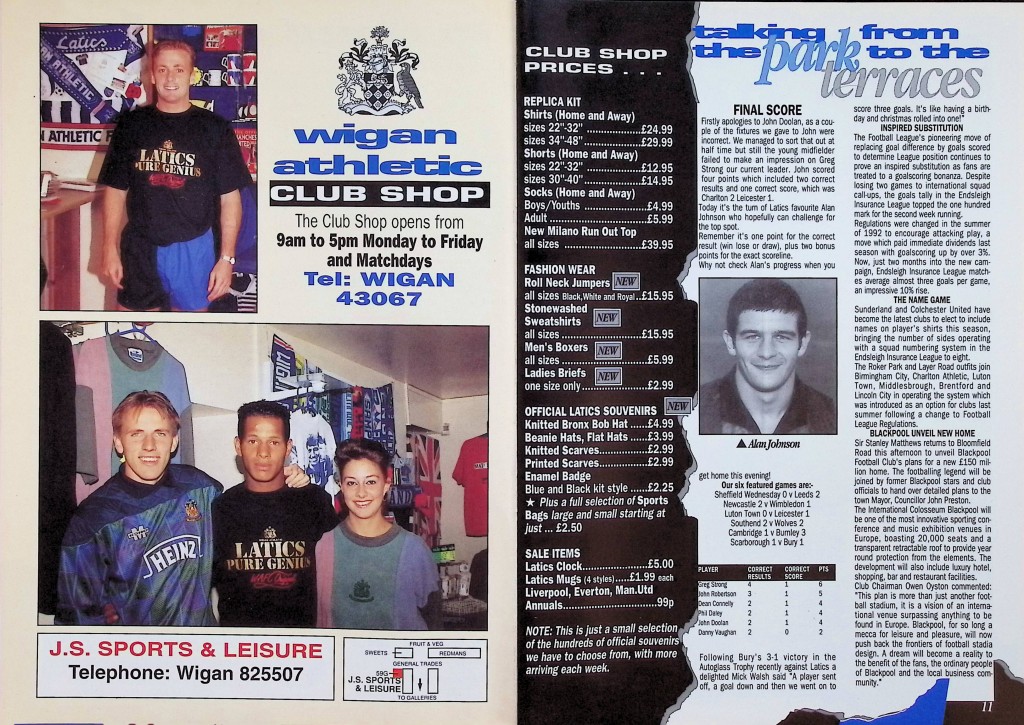 Latics
ATHLETIC
N ATHLETIC F
LATICS
PURE GENIUS
wigan
athletic
CLUB SHOP
The Club Shop opens from
9am to 5pm Monday to Friday
and Matchdays
Tel: WIGAN
43067
WIGAN
HEINZ
LATICS
PURE GENIUS
J.S. SPORTS & LEISURE
Telephone: Wigan 825507
FRUIT & VEG
SWEETS
REDMANS
GENERAL TRADES
59G
J.S. SPORTS
& LEISURE
TO GALLERIES
CLUB SHOP
PRICES . . .
REPLICA KIT
Shirts (Home and Away)
sizes 22"-32" ......................£24.99
sizes 34"-48" ......................£29.99
Shorts (Home and Away)
sizes 22"-32" ......................£12.95
sizes 30"-40" ......................£14.95
Socks (Home and Away)
Boys/Youths ........................£4.99
Adult ................................£5.99
New Milano Run Out Top
all sizes ............................£39.95
FASHION WEAR
Roll Neck Jumpers NEW
all sizes Black,White and Royal ..£15.95
Stonewashed
Sweatshirts NEW
all sizes ............................£15.95
Men's Boxers NEW
all sizes ............................£5.99
Ladies Briefs NEW
one size only......................£2.99
OFFICIAL LATICS SOUVENIRS NEW
Knitted Bronx Bob Hat .....£4.99
Beanie Hats, Flat Hats .....£3.99
Knitted Scarves................£2.99
Printed Scarves................£2.99
Enamel Badge
Blue and Black kit style ......£2.25
★ Plus a full selection of Sports
Bags large and small starting at
just ... £2.50
SALE ITEMS
Latics Clock....................£5.00
Latics Mugs (4 styles).....£1.99 each
Liverpool, Everton, Man.Utd
Annuals..........................99p
NOTE: This is just a small selection
of the hundreds of official souvenirs
we have to choose from, with more
arriving each week.
talking from
the park to the
terraces
FINAL SCORE
Firstly apologies to John Doolan, as a cou-
ple of the fixtures we gave to John were
incorrect. We managed to sort that out at
half time but still the young midfielder
failed to make an impression on Greg
Strong our current leader. John scored
four points which included two correct
results and one correct score, which was
Charlton 2 Leicester 1.
Today it's the turn of Latics favourite Alan
Johnson who hopefully can challenge for
the top spot.
Remember it's one point for the correct
result (win lose or draw), plus two bonus
points for the exact scoreline.
Why not check Alan's progress when you
▲ Alan Johnson
get home this evening!
Our six featured games are:-
Sheffield Wednesday 0 v Leeds 2
Newcastle 2 v Wimbledon 1
Luton Town 0 v Leicester 1
Southend 2 v Wolves 2
Cambridge 1 v Burnley 3
Scarborough 1 v Bury 1
PLAYER CORRECT RESULTS CORRECT SCORE PTS
Greg Strong 4 1 6
John Robertson 3 1 5
Dean Connelly 2 1 4
Phil Daley 2 1 4
John Doolan 2 1 4
Danny Vaughan 2 0 2
Following Bury's 3-1 victory in the
Autoglass Trophy recently against Latics a
delighted Mick Walsh said "A player sent
off, a goal down and then we went on to
score three goals. It's like having a birth-
day and christmas rolled into one!"
INSPIRED SUBSTITUTION
The Football League's pioneering move of
replacing goal difference by goals scored
to determine League position continues to
prove an inspired substitution as fans are
treated to a goalscoring bonanza. Despite
losing two games to international squad
call-ups, the goals tally in the Endsleigh
Insurance League topped the one hundred
mark for the second week running.
Regulations were changed in the summer
of 1992 to encourage attacking play, a
move which paid immediate dividends last
season with goalscoring up by over 3%.
Now, just two months into the new cam-
paign, Endsleigh Insurance League match-
es average almost three goals per game,
an impressive 10% rise.
THE NAME GAME
Sunderland and Colchester United have
become the latest clubs to elect to include
names on player's shirts this season,
bringing the number of sides operating
with a squad numbering system in the
Endsleigh Insurance League to eight.
The Roker Park and Layer Road outfits join
Birmingham City, Charlton Athletic, Luton
Town, Middlesbrough, Brentford and
Lincoln City in operating the system which
was introduced as an option for clubs last
summer following a change to Football
League Regulations.
BLACKPOOL UNVEIL NEW HOME
Sir Stanley Matthews returns to Bloomfield
Road this afternoon to unveil Blackpool
Football Club's plans for a new £150 mil-
lion home. The footballing legend will be
joined by former Blackpool stars and club
officials to hand over detailed plans to the
town Mayor, Councillor John Preston.
The International Colosseum Blackpool will
be one of the most innovative sporting con-
ference and music exhibition venues in
Europe, boasting 20,000 seats and a
transparent retractable roof to provide year
round protection from the elements. The
development will also include luxury hotel,
shopping, bar and restaurant facilities.
Club Chairman Owen Oyston commented:
"This plan is more than just another foot-
ball stadium, it is a vision of an interna-
tional venue surpassing anything to be
found in Europe. Blackpool, for so long a
mecca for leisure and pleasure, will now
push back the frontiers of football stadia
design. A dream will become a reality to
the benefit of the fans, the ordinary people
of Blackpool and the local business com-
munity."
11